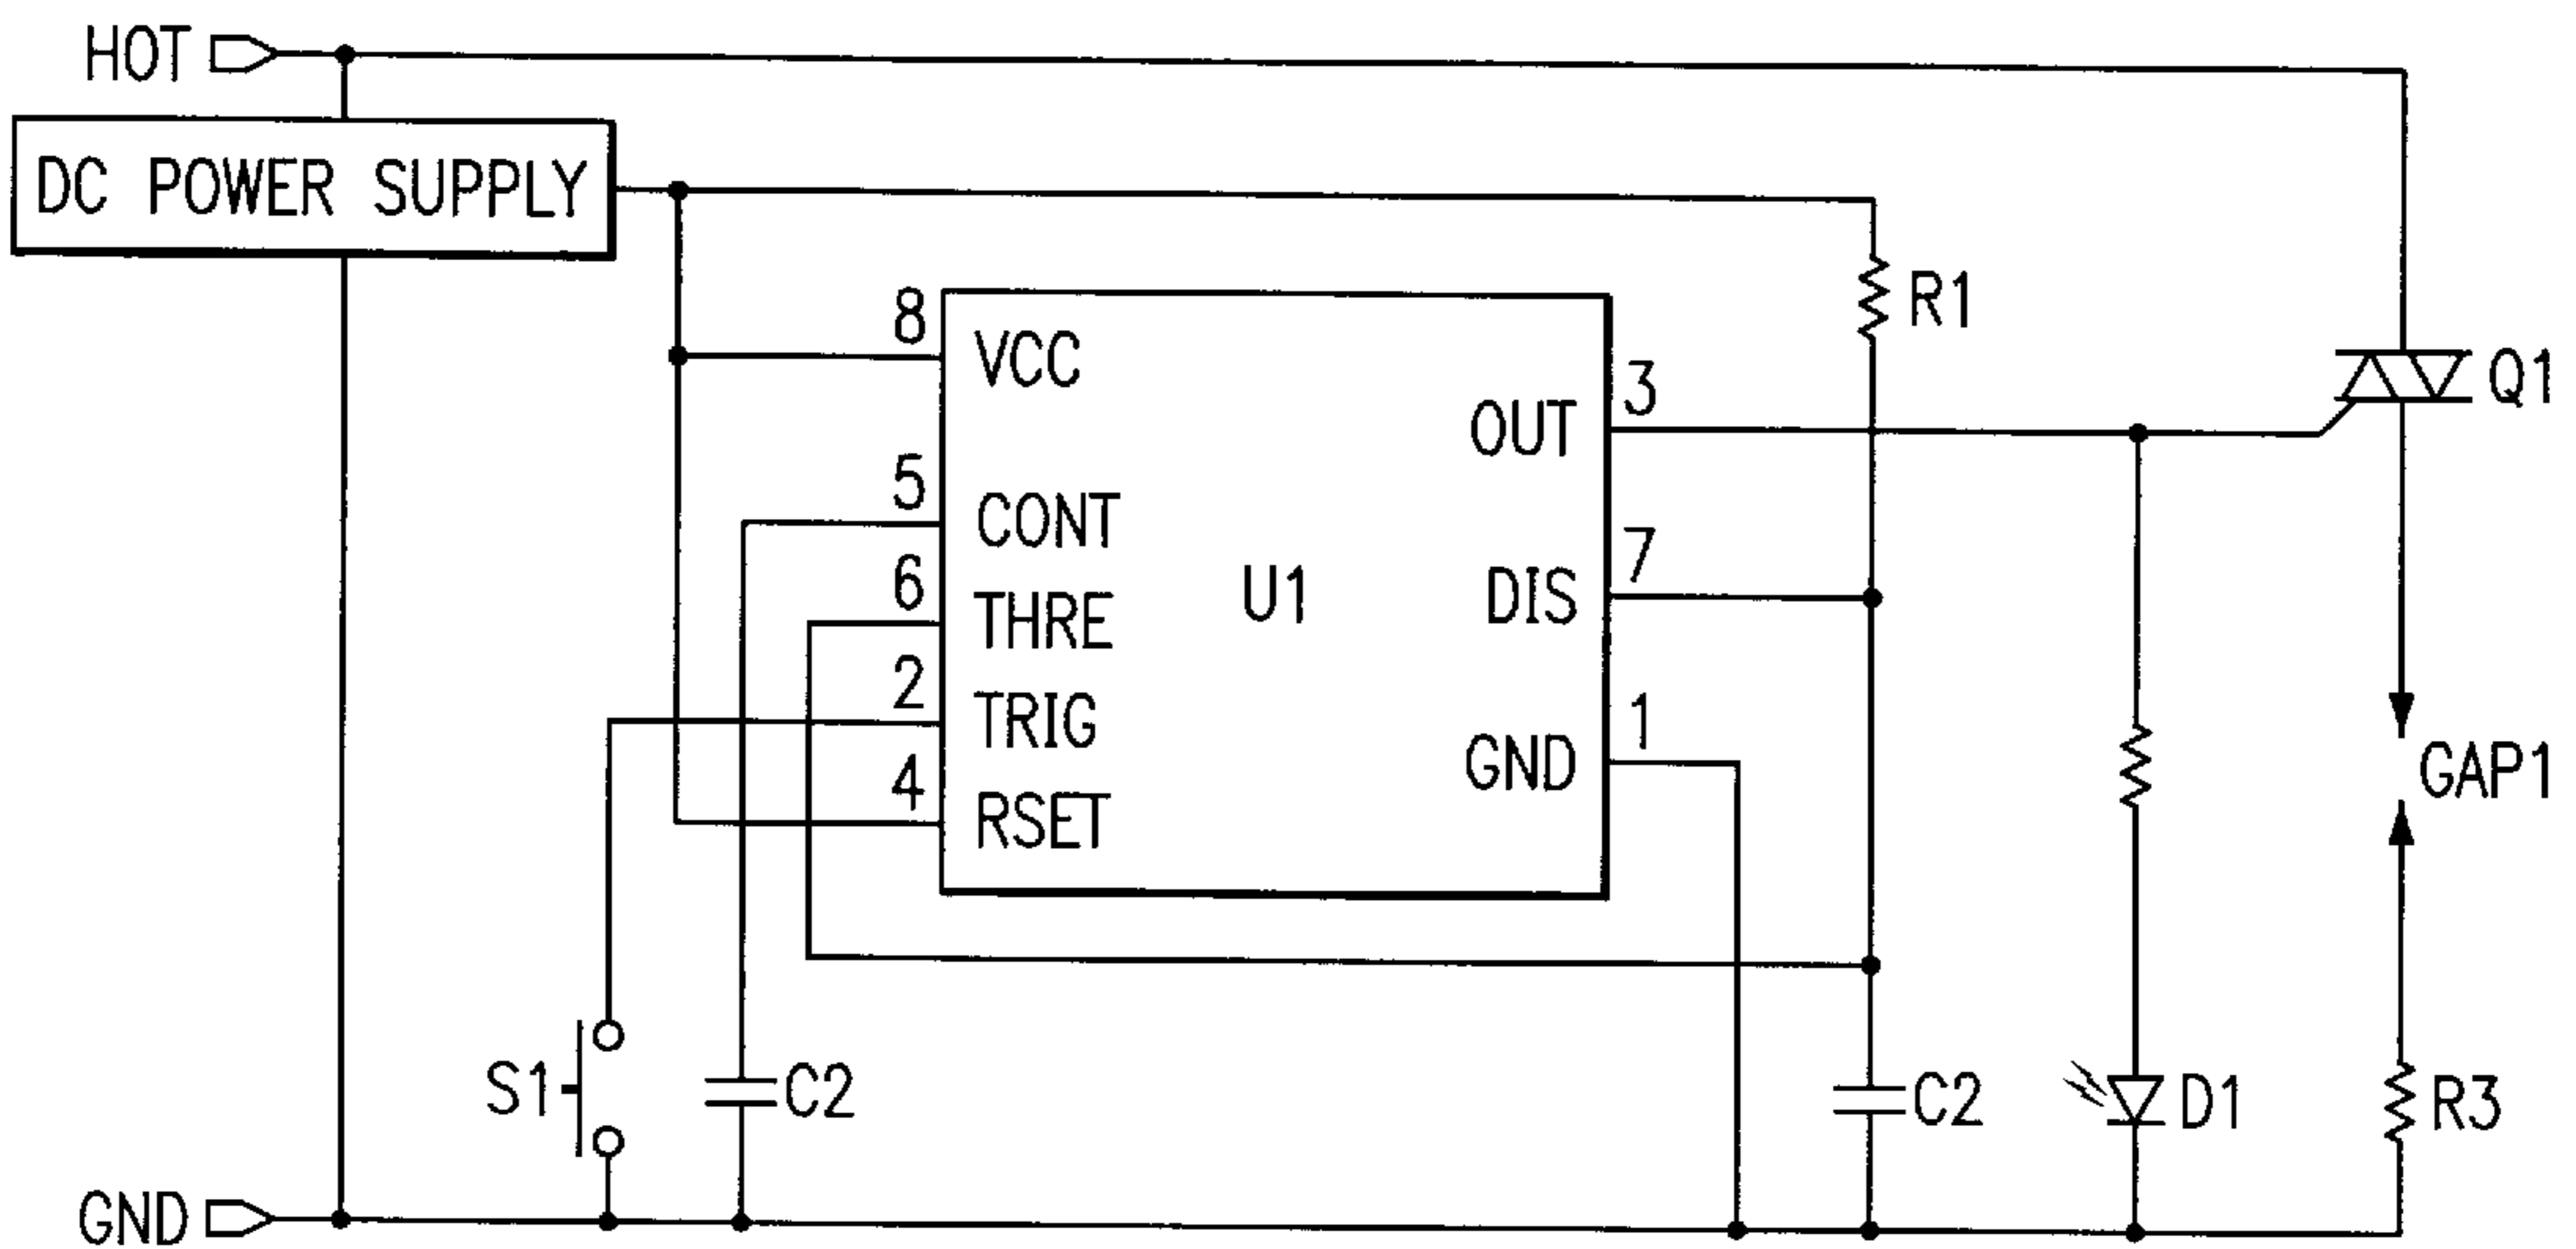 HOT
DC POWER SUPPLY
R1
8
VCC
3
OUT
Q1
5
CONT
7
DIS
6
THRE
U1
2
TRIG
1
GND
GAP1
4
RSET
S1
C2
C2
D1
R3
GND